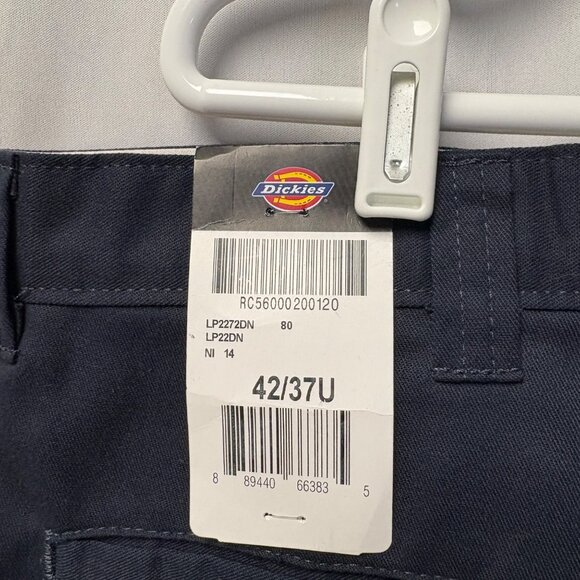 Dickies
RC56000200120
LP2272DN 80
LP22DN
NI 14
42/37U
8 89440 66383 5